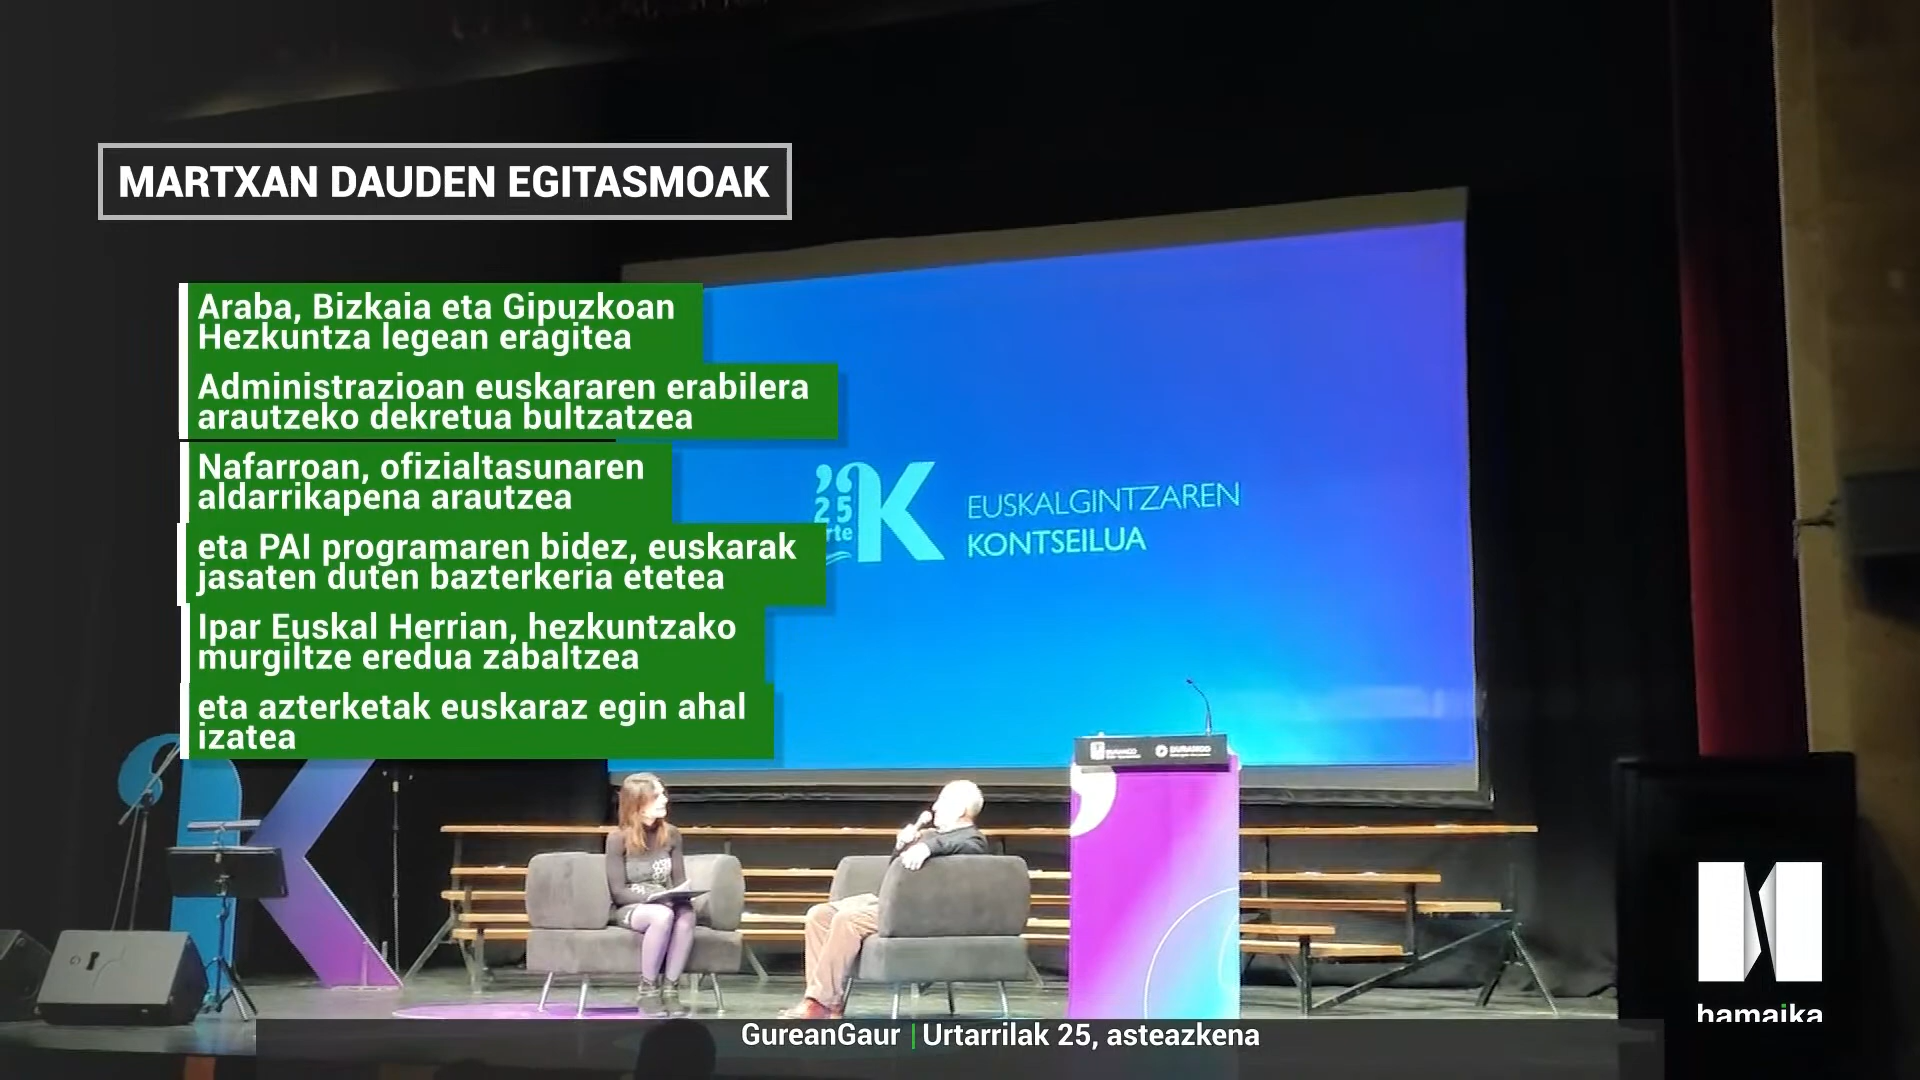 MARTXAN DAUDEN EGITASMOAK
Araba, Bizkaia eta Gipuzkoan
Hezkuntza legean eragitea
Administrazioan euskararen erabilera
arautzeko dekretua bultzatzea
Nafarroan, ofizialtasunaren
aldarrikapena arautzea
eta PAI programaren bidez, euskarak
jasaten duten bazterkeria etetea
Ipar Euskal Herrian, hezkuntzako
murgiltze eredua zabaltzea
eta azterketak euskaraz egin ahal
izatea
25
K
EUSKALGINTZAREN
KONTSEILUA
DURANGO
hamaika
GureanGaur | Urtarrilak 25, asteazkena